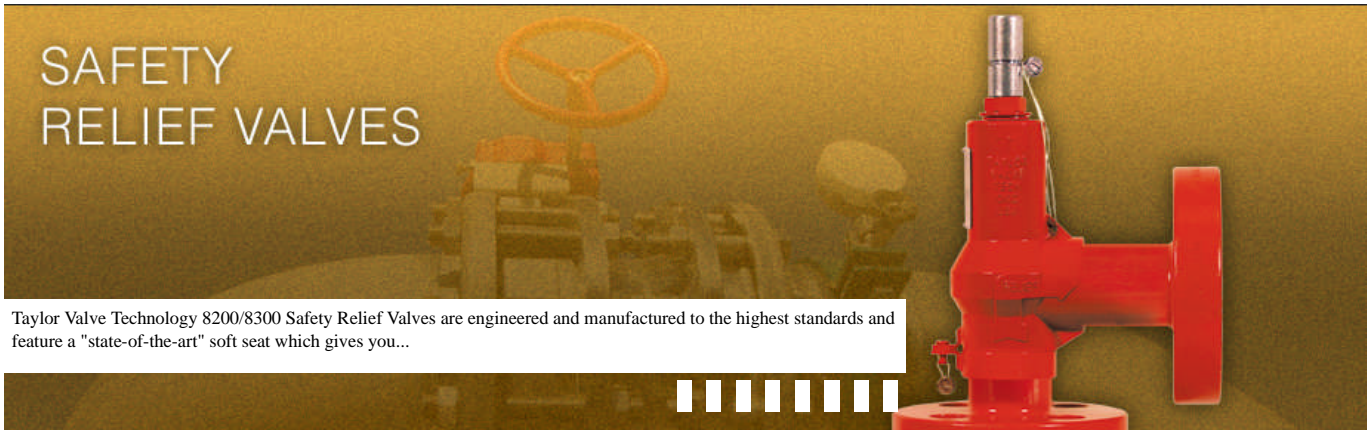 SAFETY
RELIEF VALVES
Taylor Valve Technology 8200/8300 Safety Relief Valves are engineered and manufactured to the highest standards and
feature a "state-of-the-art" soft seat which gives you...